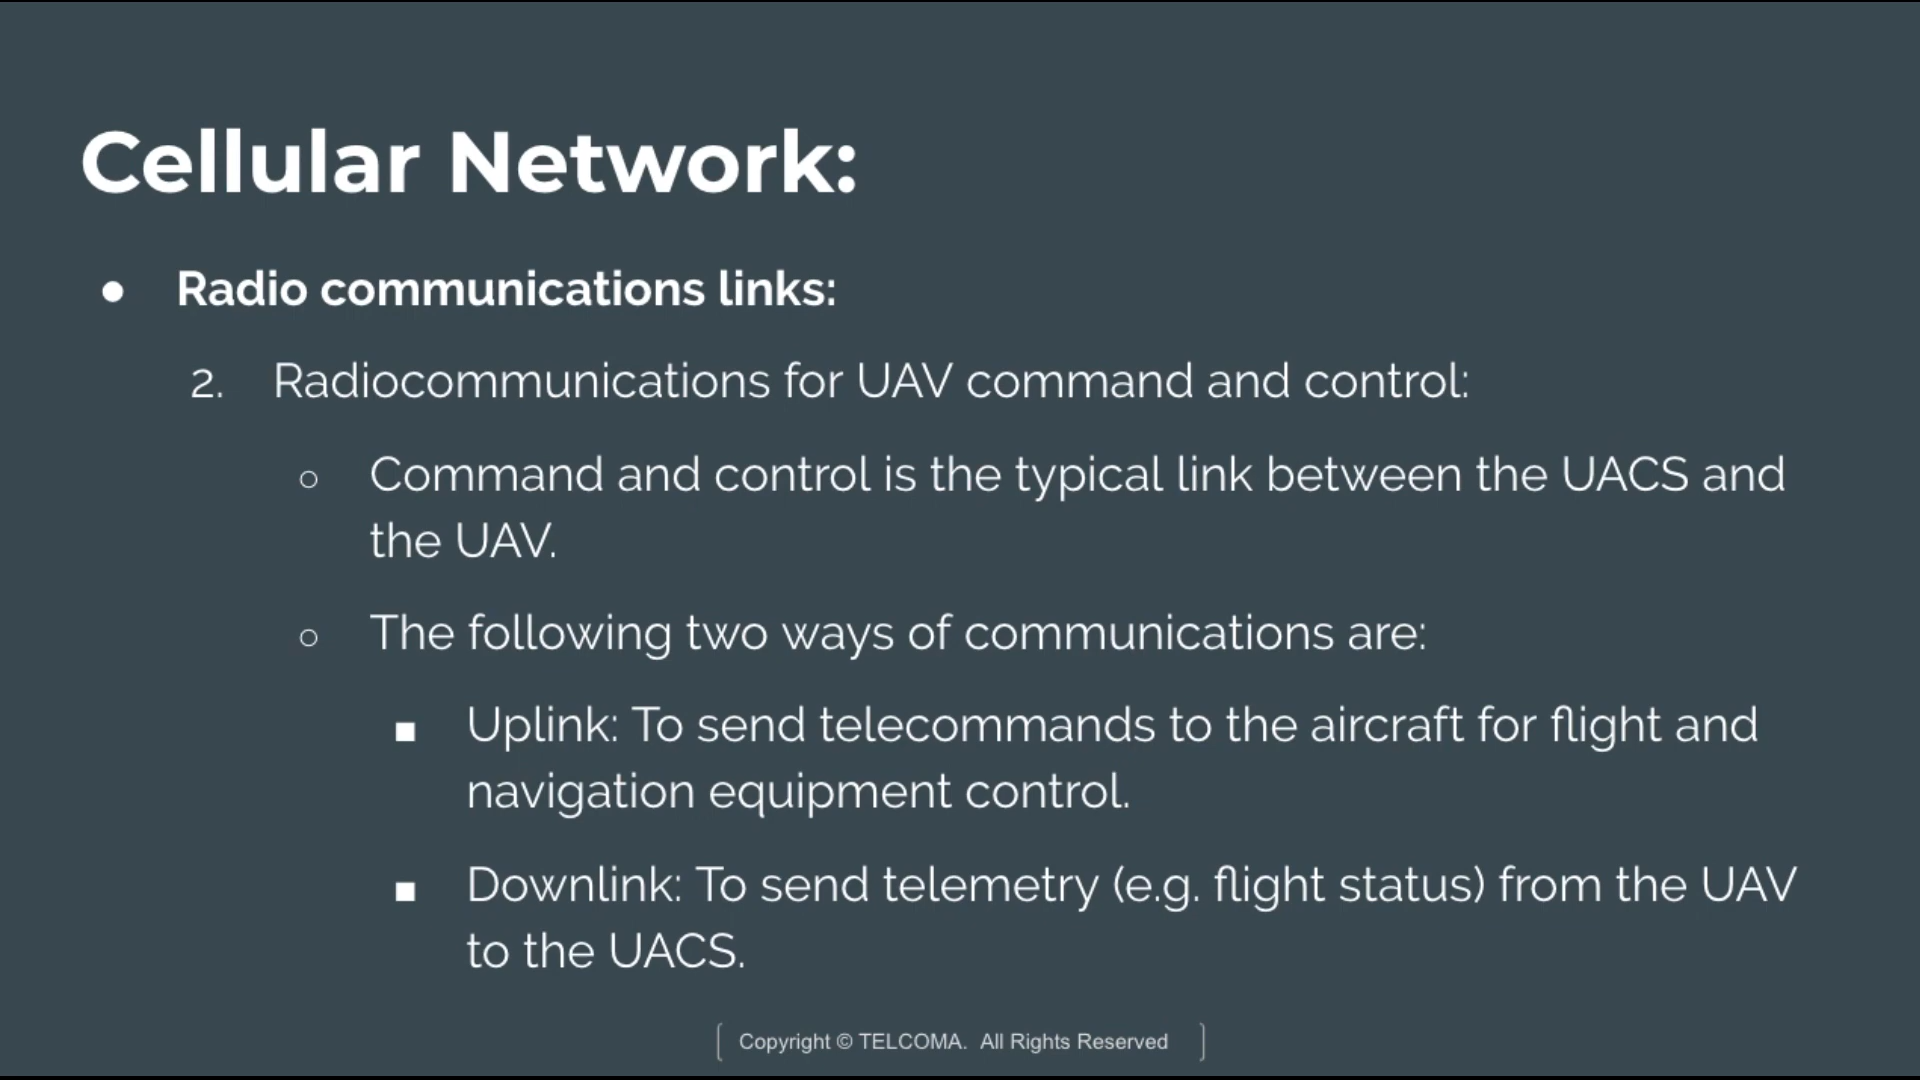 Cellular Network:
● Radio communications links:
2. Radiocommunications for UAV command and control:
○ Command and control is the typical link between the UACS and
the UAV.
○ The following two ways of communications are:
■ Uplink: To send telecommands to the aircraft for flight and
navigation equipment control.
■ Downlink: To send telemetry (e.g. flight status) from the UAV
to the UACS.
Copyright © TELCOMA. All Rights Reserved